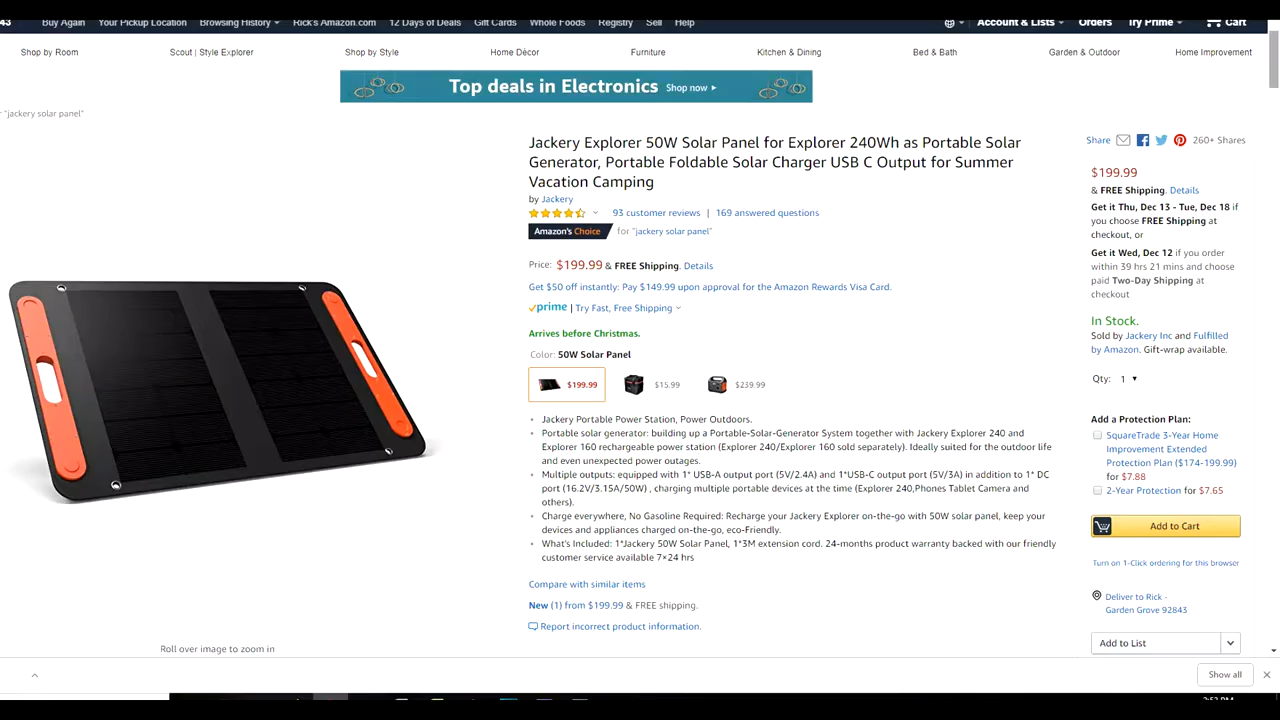 43 Buy Again Your Pickup Location Browsing History Rick's Amazon.com 12 Days of Deals Gift Cards Whole Foods Registry Sell Help Account & Lists Orders Try Prime Cart
Shop by Room Scout | Style Explorer Shop by Style Home Décor Furniture Kitchen & Dining Bed & Bath Garden & Outdoor Home Improvement
Top deals in Electronics Shop now
"jackery solar panel"
Jackery Explorer 50W Solar Panel for Explorer 240Wh as Portable Solar
Generator, Portable Foldable Solar Charger USB C Output for Summer
Vacation Camping
by Jackery
93 customer reviews | 169 answered questions
Amazon's Choice for "jackery solar panel"
Price: $199.99 & FREE Shipping. Details
Get $50 off instantly: Pay $149.99 upon approval for the Amazon Rewards Visa Card.
prime | Try Fast, Free Shipping
Arrives before Christmas.
Color: 50W Solar Panel
$199.99 $15.99 $239.99
• Jackery Portable Power Station, Power Outdoors.
• Portable solar generator: building up a Portable-Solar-Generator System together with Jackery Explorer 240 and
Explorer 160 rechargeable power station (Explorer 240/Explorer 160 sold separately). Ideally suited for the outdoor life
and even unexpected power outages.
• Multiple outputs: equipped with 1* USB-A output port (5V/2.4A) and 1*USB-C output port (5V/3A) in addition to 1* DC
port (16.2V/3.15A/50W) , charging multiple portable devices at the time (Explorer 240,Phones Tablet Camera and
others).
• Charge everywhere, No Gasoline Required: Recharge your Jackery Explorer on-the-go with 50W solar panel, keep your
devices and appliances charged on-the-go, eco-Friendly.
• What's Included: 1*Jackery 50W Solar Panel, 1*3M extension cord. 24-months product warranty backed with our friendly
customer service available 7×24 hrs
Compare with similar items
New (1) from $199.99 & FREE shipping.
Report incorrect product information.
Roll over image to zoom in
Share 260+ Shares
$199.99
& FREE Shipping. Details
Get it Thu, Dec 13 - Tue, Dec 18 if
you choose FREE Shipping at
checkout, or
Get it Wed, Dec 12 if you order
within 39 hrs 21 mins and choose
paid Two-Day Shipping at
checkout
In Stock.
Sold by Jackery Inc and Fulfilled
by Amazon. Gift-wrap available.
Qty: 1
Add a Protection Plan:
SquareTrade 3-Year Home
Improvement Extended
Protection Plan ($174-199.99)
for $7.88
2-Year Protection for $7.65
Add to Cart
Turn on 1-Click ordering for this browser
Deliver to Rick -
Garden Grove 92843
Add to List
Show all